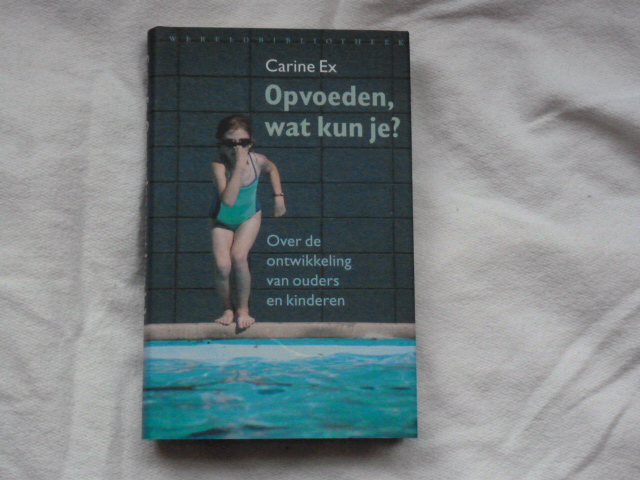 WERELDBIBLIOTHEEK
Carine Ex
Opvoeden,
wat kun je?
Over de
ontwikkeling
van ouders
en kinderen